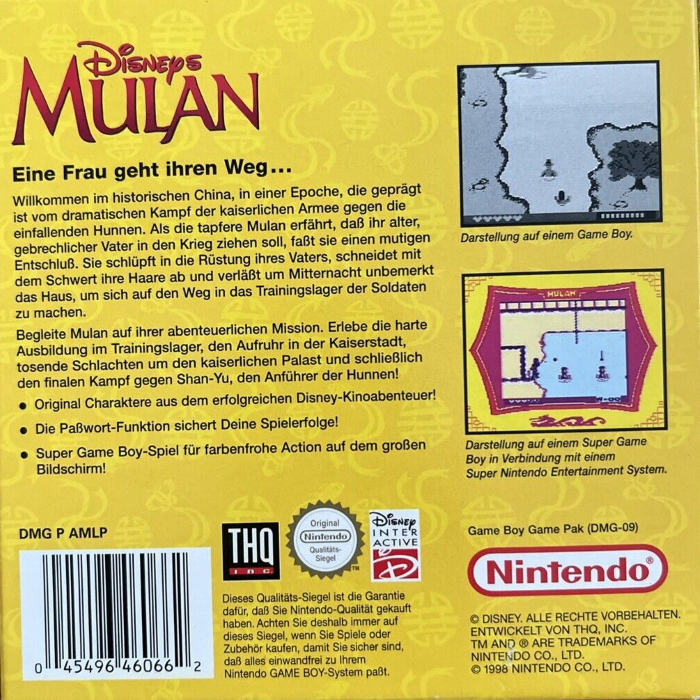 Disney's
MULAN
Eine Frau geht ihren Weg...
Willkommen im historischen China, in einer Epoche, die geprägt
ist vom dramatischen Kampf der kaiserlichen Armee gegen die
einfallenden Hunnen. Als die tapfere Mulan erfährt, daß ihr alter,
gebrechlicher Vater in den Krieg ziehen soll, faßt sie einen mutigen
Entschluß. Sie schlüpft in die Rüstung ihres Vaters, schneidet mit
dem Schwert ihre Haare ab und verläßt um Mitternacht unbemerkt
das Haus, um sich auf den Weg in das Trainingslager der Soldaten
zu machen.
Begleite Mulan auf ihrer abenteuerlichen Mission. Erlebe die harte
Ausbildung im Trainingslager, den Aufruhr in der Kaiserstadt,
tosende Schlachten um den kaiserlichen Palast und schließlich
den finalen Kampf gegen Shan-Yu, den Anführer der Hunnen!
• Original Charaktere aus dem erfolgreichen Disney-Kinoabenteuer!
• Die Paßwort-Funktion sichert Deine Spielerfolge!
• Super Game Boy-Spiel für farbenfrohe Action auf dem großen
Bildschirm!
Darstellung auf einem Game Boy.
MULAN
Darstellung auf einem Super Game
Boy in Verbindung mit einem
Super Nintendo Entertainment System.
DMG P AMLP
0 45496 46066 2
THQ
INC.
Original
Nintendo
Qualitäts-
Siegel
TM
Disney
INTER
ACTIVE
D
Dieses Qualitäts-Siegel ist die Garantie
dafür, daß Sie Nintendo-Qualität gekauft
haben. Achten Sie deshalb immer auf
dieses Siegel, wenn Sie Spiele oder
Zubehör kaufen, damit Sie sicher sind,
daß alles einwandfrei zu Ihrem
Nintendo GAME BOY-System paßt.
Game Boy Game Pak (DMG-09)
Nintendo®
© DISNEY. ALLE RECHTE VORBEHALTEN.
ENTWICKELT VON THQ, INC.
TM AND ® ARE TRADEMARKS OF
NINTENDO CO., LTD.
© 1998 NINTENDO CO., LTD.